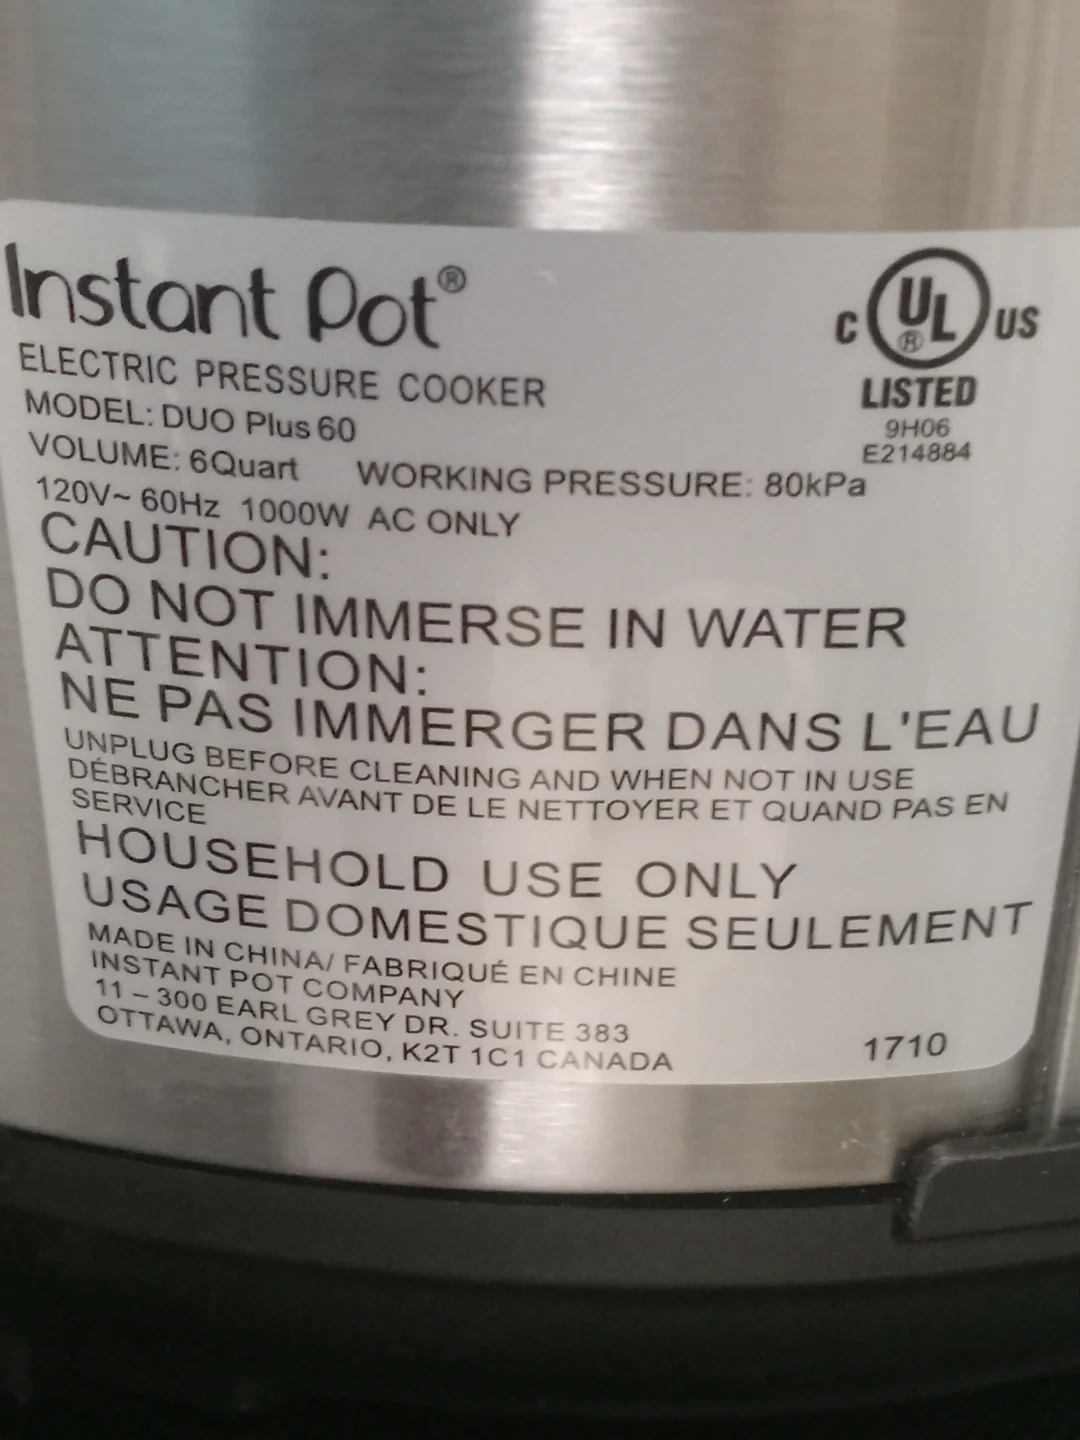 Instant Pot®
C UL® US
LISTED
9H06
E214884
ELECTRIC PRESSURE COOKER
MODEL: DUO Plus 60
VOLUME: 6Quart WORKING PRESSURE: 80kPa
120V~ 60Hz 1000W AC ONLY
CAUTION:
DO NOT IMMERSE IN WATER
ATTENTION:
NE PAS IMMERGER DANS L'EAU
UNPLUG BEFORE CLEANING AND WHEN NOT IN USE
DÉBRANCHER AVANT DE LE NETTOYER ET QUAND PAS EN
SERVICE
HOUSEHOLD USE ONLY
USAGE DOMESTIQUE SEULEMENT
MADE IN CHINA/ FABRIQUÉ EN CHINE
INSTANT POT COMPANY
11 – 300 EARL GREY DR. SUITE 383
OTTAWA, ONTARIO, K2T 1C1 CANADA
1710